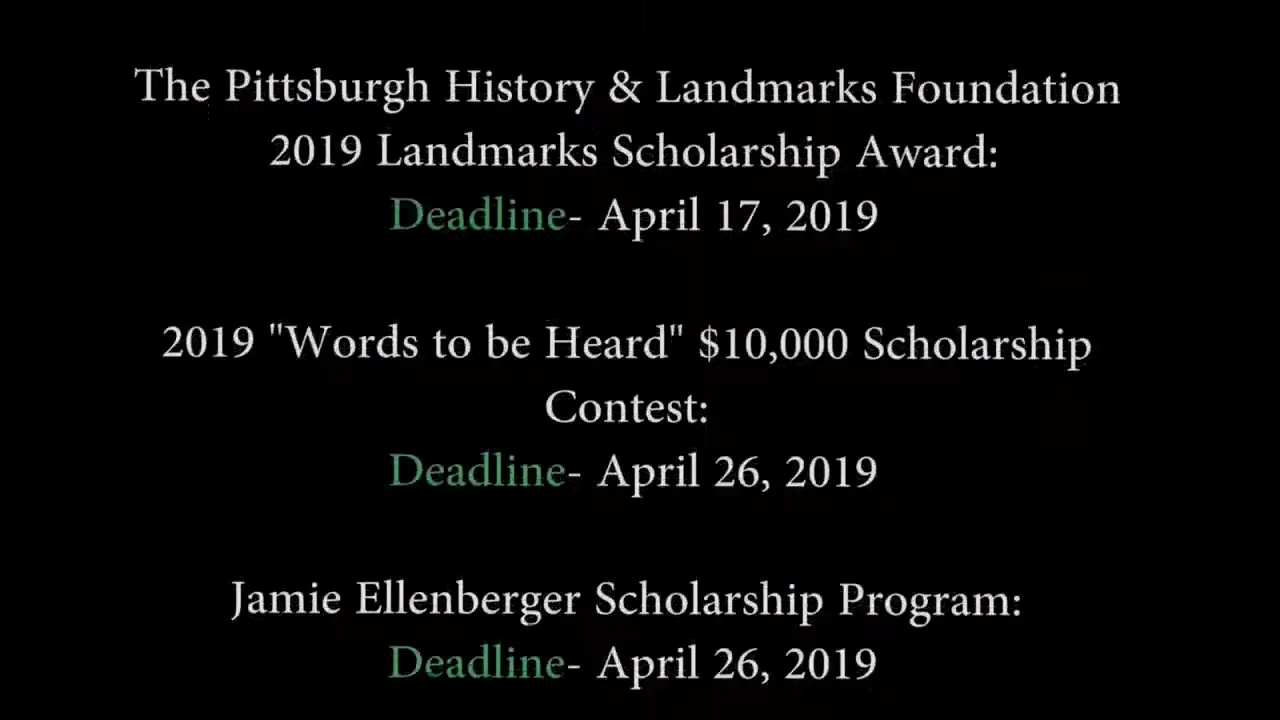 The Pittsburgh History & Landmarks Foundation
2019 Landmarks Scholarship Award:
Deadline- April 17, 2019
2019 "Words to be Heard" $10,000 Scholarship
Contest:
Deadline- April 26, 2019
Jamie Ellenberger Scholarship Program:
Deadline- April 26, 2019